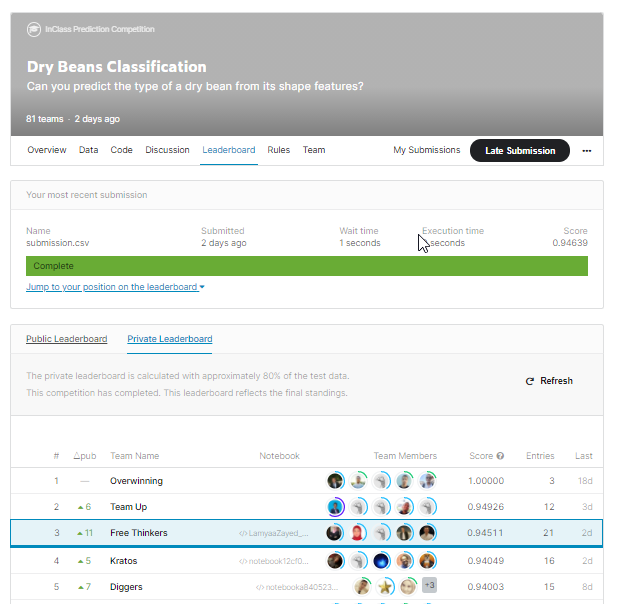 InClass Prediction Competition
Dry Beans Classification
Can you predict the type of a dry bean from its shape features?
81 teams · 2 days ago
Overview Data Code Discussion Leaderboard Rules Team My Submissions Late Submission ...
Your most recent submission
Name Submitted Wait time Execution time Score
submission.csv 2 days ago 1 seconds seconds 0.94639
Complete
Jump to your position on the leaderboard
Public Leaderboard Private Leaderboard
The private leaderboard is calculated with approximately 80% of the test data.
This competition has completed. This leaderboard reflects the final standings.
Refresh
# △pub Team Name Notebook Team Members Score Entries Last
1 — Overwinning 1.00000 3 18d
2 6 Team Up 0.94926 12 3d
3 11 Free Thinkers </> LamyaaZayed_... 0.94511 21 2d
4 5 Kratos </> notebook12cf0... 0.94049 16 2d
5 7 Diggers </> notebooka840523... +3 0.94003 15 8d